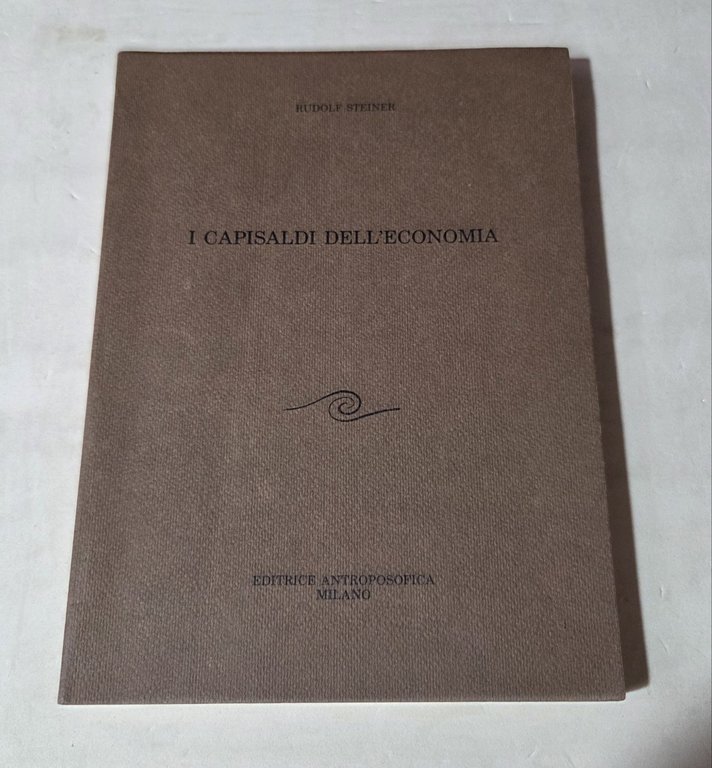 RUDOLF STEINER
I CAPISALDI DELL'ECONOMIA
EDITRICE ANTROPOSOFICA
MILANO